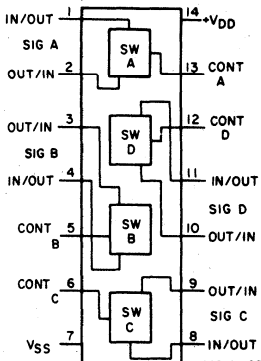 1
14
IN/OUT
+VDD
SIG A
SW
A
OUT/IN
2
13
CONT
A
OUT/IN
3
12
CONT
D
SIG B
SW
D
IN/OUT
4
11
IN/OUT
SIG D
CONT
B
5
SW
B
10
OUT/IN
CONT
C
6
9
OUT/IN
SIG C
SW
C
VSS
7
8
IN/OUT